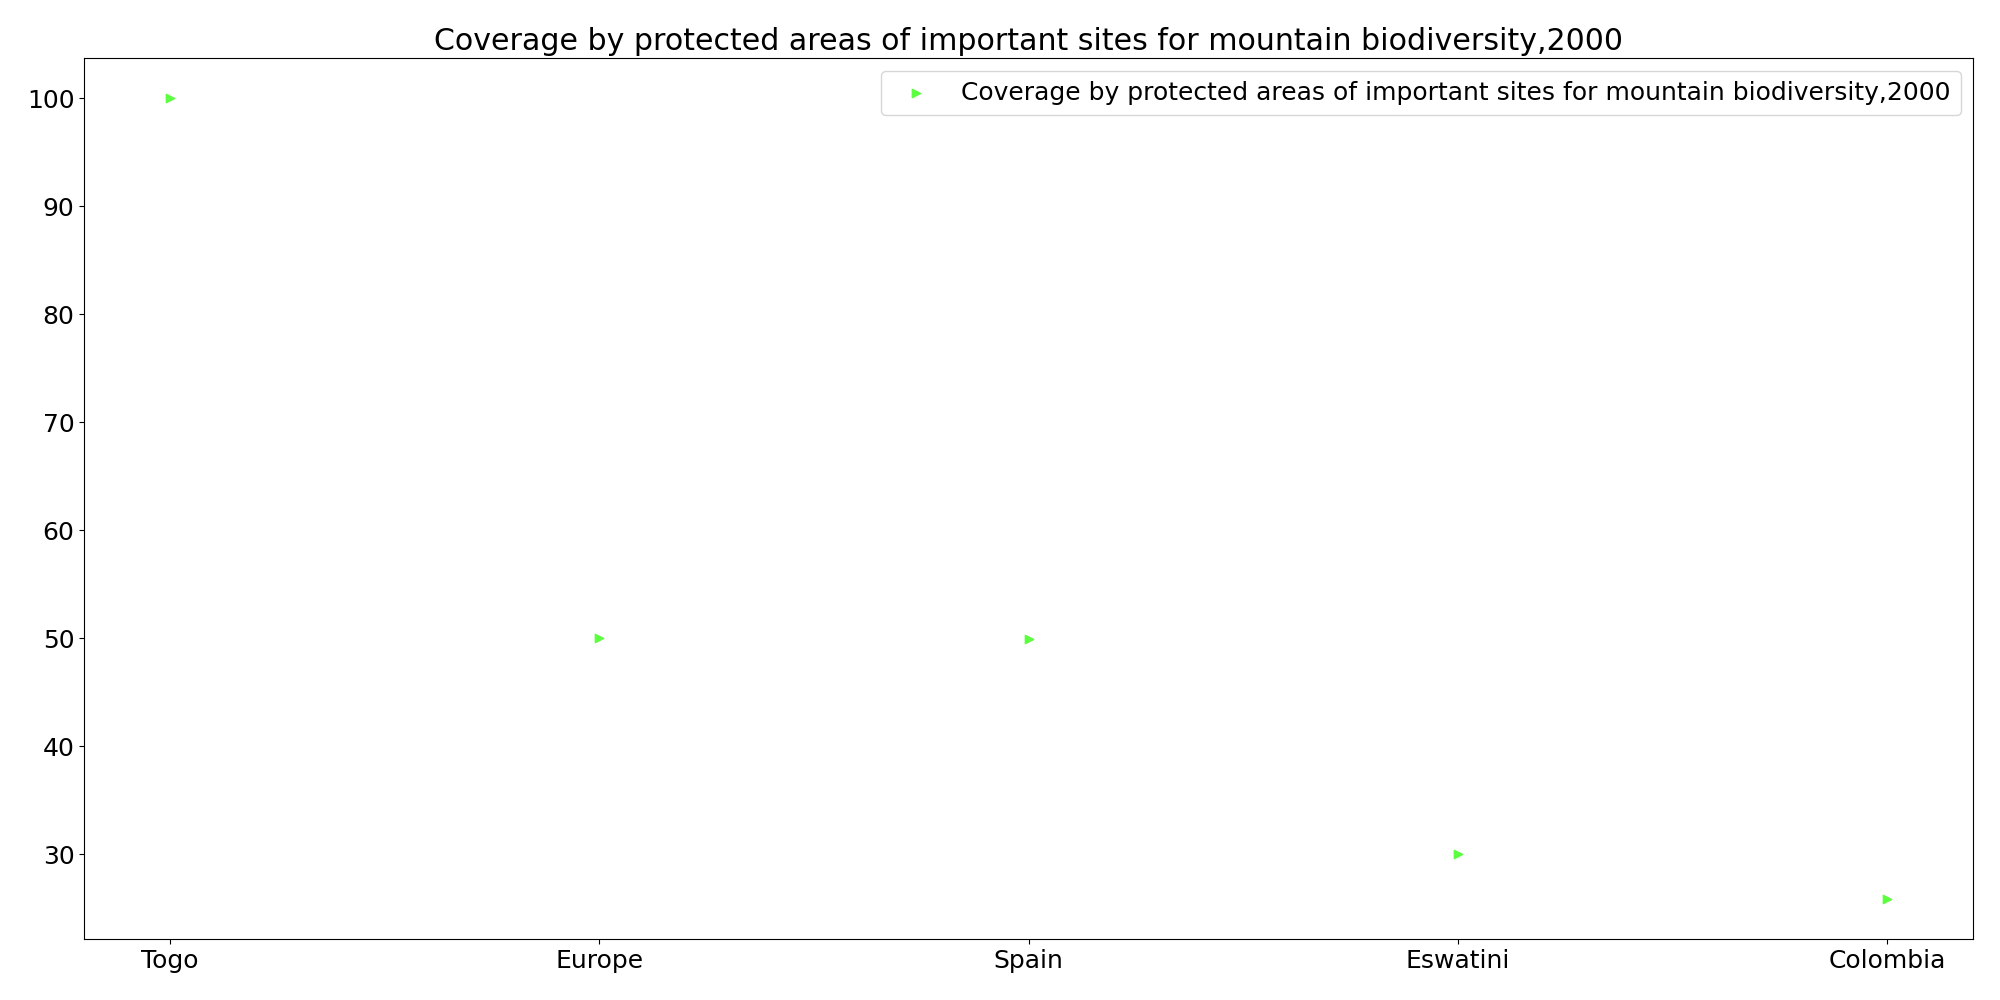 Coverage by protected areas of important sites for mountain biodiversity,2000
Coverage by protected areas of important sites for mountain biodiversity,2000
100
90
80
70
60
50
40
30
Togo Europe Spain Eswatini Colombia